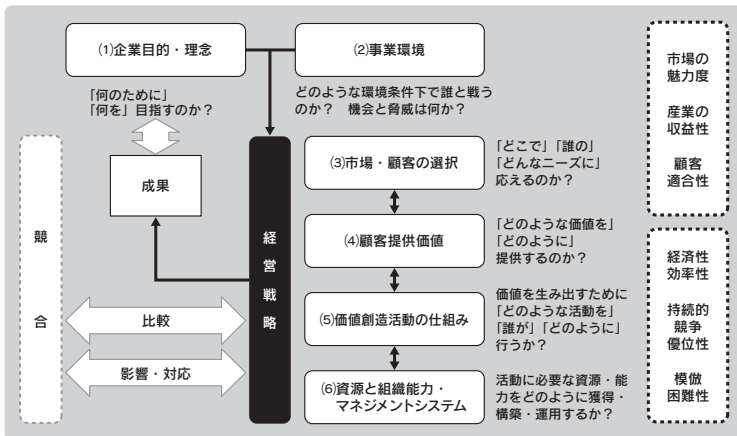 ⑴企業目的・理念
⑵事業環境
「何のために」
「何を」目指すのか?
どのような環境条件下で誰と戦う
のか? 機会と脅威は何か?
成果
競
合
比較
影響・対応
経
営
戦
略
⑶市場・顧客の選択
「どこで」「誰の」
「どんなニーズに」
応えるのか?
⑷顧客提供価値
「どのような価値を」
「どのように」
提供するのか?
⑸価値創造活動の仕組み
価値を生み出すために
「どのような活動を」
「誰が」「どのように」
行うか?
⑹資源と組織能力・
マネジメントシステム
活動に必要な資源・能
力をどのように獲得・
構築・運用するか?
市場の
魅力度
産業の
収益性
顧客
適合性
経済性
効率性
持続的
競争
優位性
模倣
困難性